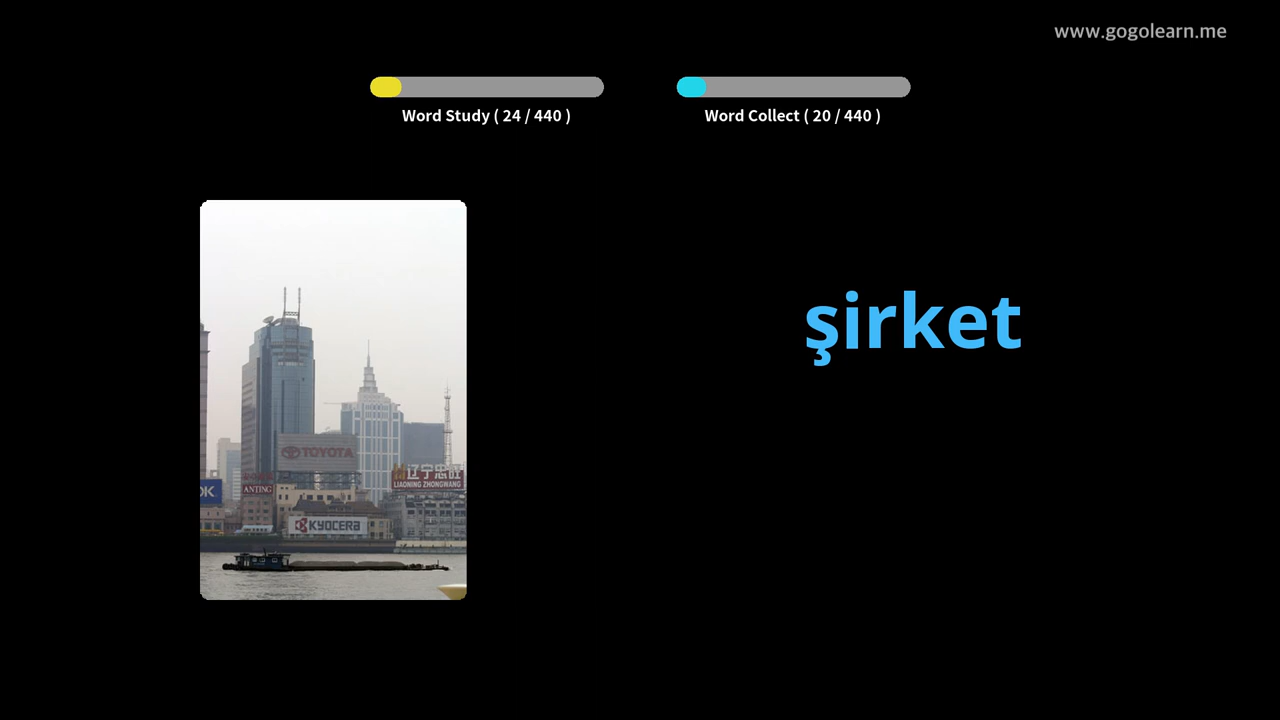 www.gogolearn.me
Word Study ( 24 / 440 )
Word Collect ( 20 / 440 )
şirket
TOYOTA
辽宁忠旺
LIAONING ZHONGWANG
OK
ANTING
KYOCERA